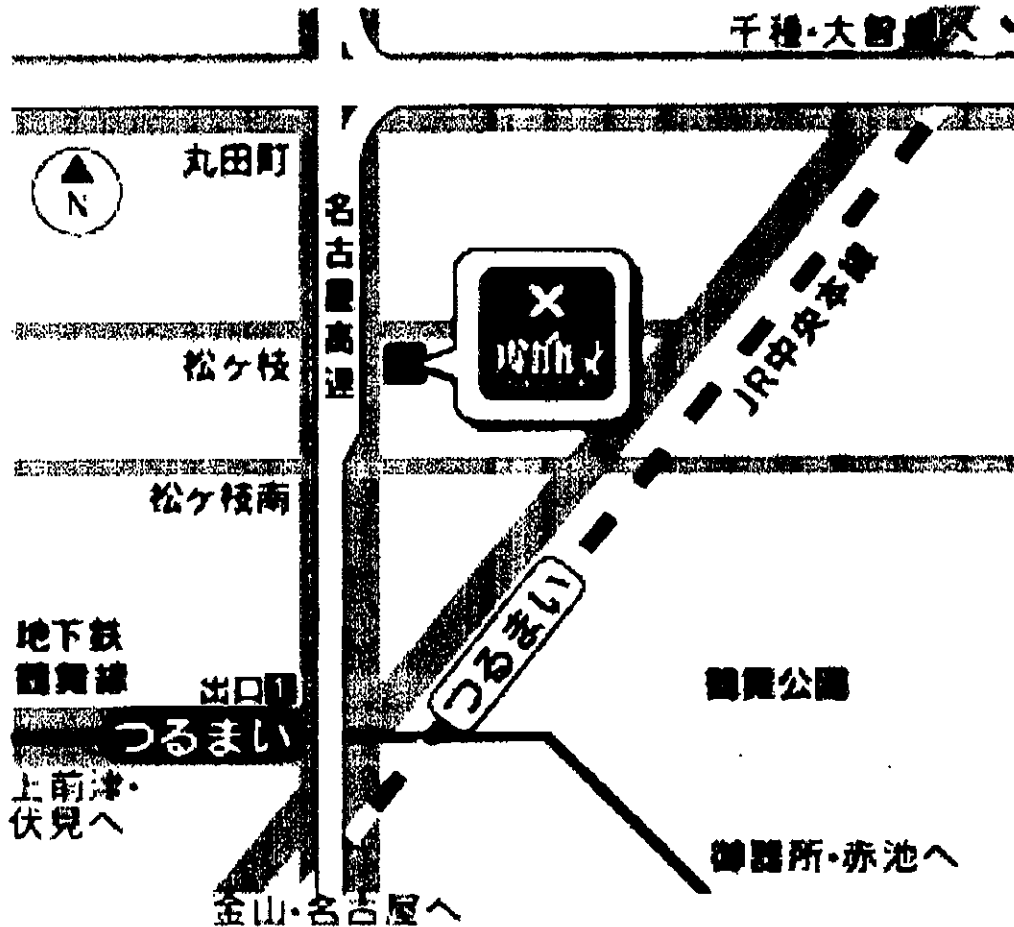 千種・大曽根へ
丸田町
N
名古屋高速
松ヶ枝
JR中央本線
松ヶ枝南
つるまい
地下鉄
鶴舞線
出口1
つるまい
鶴舞公園
上前津・
伏見へ
御器所・赤池へ
金山・名古屋へ